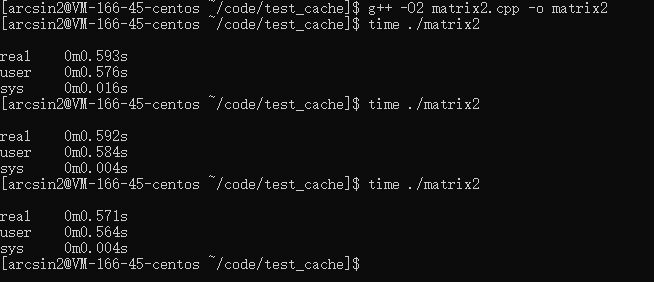 [arcsin2@VM-166-45-centos ~/code/test_cache]$ g++ -O2 matrix2.cpp -o matrix2
[arcsin2@VM-166-45-centos ~/code/test_cache]$ time ./matrix2
real 0m0.593s
user 0m0.576s
sys 0m0.016s
[arcsin2@VM-166-45-centos ~/code/test_cache]$ time ./matrix2
real 0m0.592s
user 0m0.584s
sys 0m0.004s
[arcsin2@VM-166-45-centos ~/code/test_cache]$ time ./matrix2
real 0m0.571s
user 0m0.564s
sys 0m0.004s
[arcsin2@VM-166-45-centos ~/code/test_cache]$